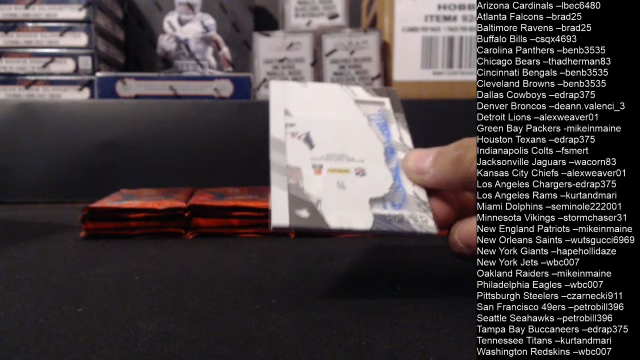 HOBB
ITEM# 92
Arizona Cardinals –lbec6480
Atlanta Falcons –brad25
Baltimore Ravens –brad25
Buffalo Bills –csqx4693
Carolina Panthers –benb3535
Chicago Bears –thadherman83
Cincinnati Bengals –benb3535
Cleveland Browns –benb3535
Dallas Cowboys –edrap375
Denver Broncos –deann.valenci_3
Detroit Lions –alexweaver01
Green Bay Packers -mikeinmaine
Houston Texans –edrap375
Indianapolis Colts –fsmert
Jacksonville Jaguars –wacorn83
Kansas City Chiefs –alexweaver01
Los Angeles Chargers-edrap375
Los Angeles Rams –kurtandmari
Miami Dolphins –seminole222001
Minnesota Vikings –stormchaser31
New England Patriots –alexweaver01
New Orleans Saints –wutsgucci6969
New York Giants –hapehollidaze
New York Jets –wbc007
Oakland Raiders –mikeinmaine
Philadelphia Eagles –wbc007
Pittsburgh Steelers –czarnecki911
San Francisco 49ers –petrobill396
Seattle Seahawks –petrobill396
Tampa Bay Buccaneers –edrap375
Tennessee Titans –kurtandmari
Washington Redskins –wbc007